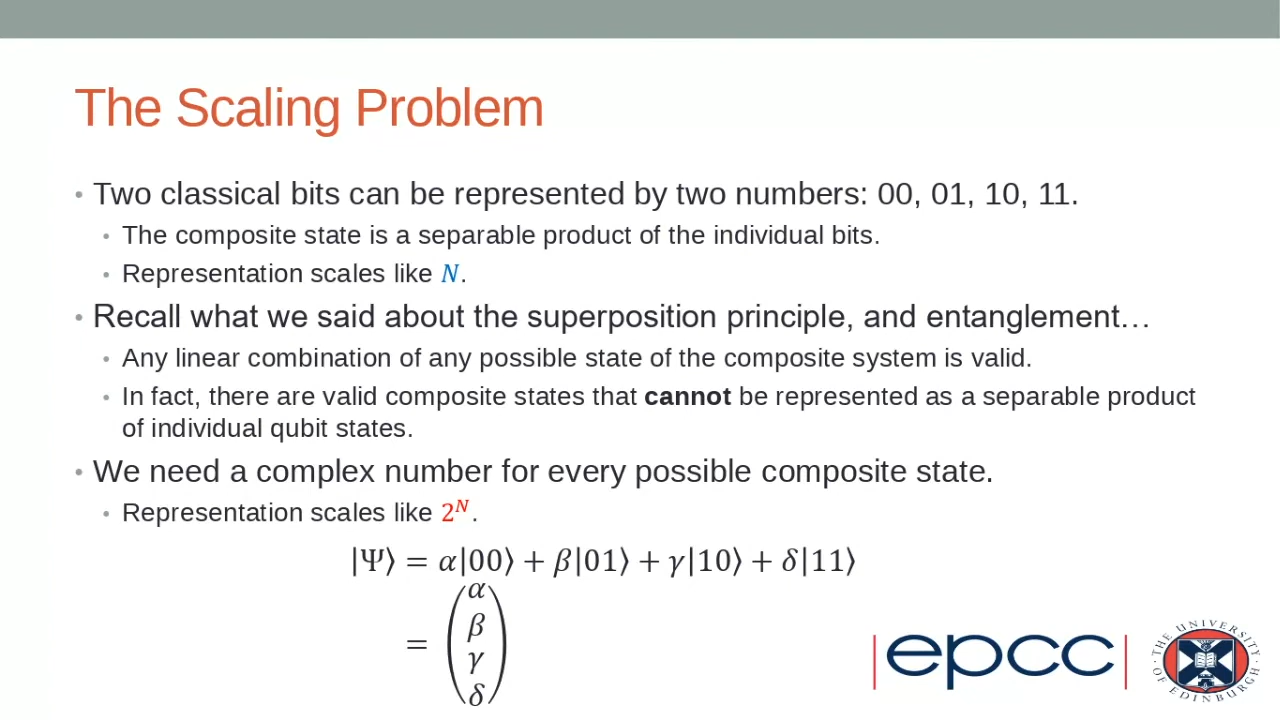 The Scaling Problem
• Two classical bits can be represented by two numbers: 00, 01, 10, 11.
• The composite state is a separable product of the individual bits.
• Representation scales like N.
• Recall what we said about the superposition principle, and entanglement…
• Any linear combination of any possible state of the composite system is valid.
• In fact, there are valid composite states that cannot be represented as a separable product
of individual qubit states.
• We need a complex number for every possible composite state.
• Representation scales like 2^N.
|Ψ⟩ = α|00⟩ + β|01⟩ + γ|10⟩ + δ|11⟩
α
β
=
γ
δ
epcc
THE UNIVERSITY OF EDINBURGH